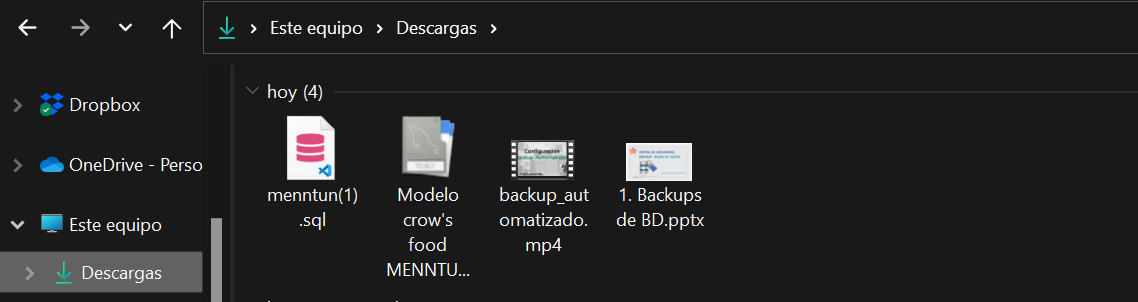 Este equipo > Descargas >
Dropbox
OneDrive - Perso
Este equipo
Descargas
hoy (4)
menntun(1)
.sql
Modelo
crow's
food
MENNTU...
Configuración
backup_aut
omatizado.
mp4
1. Backups
de BD.pptx